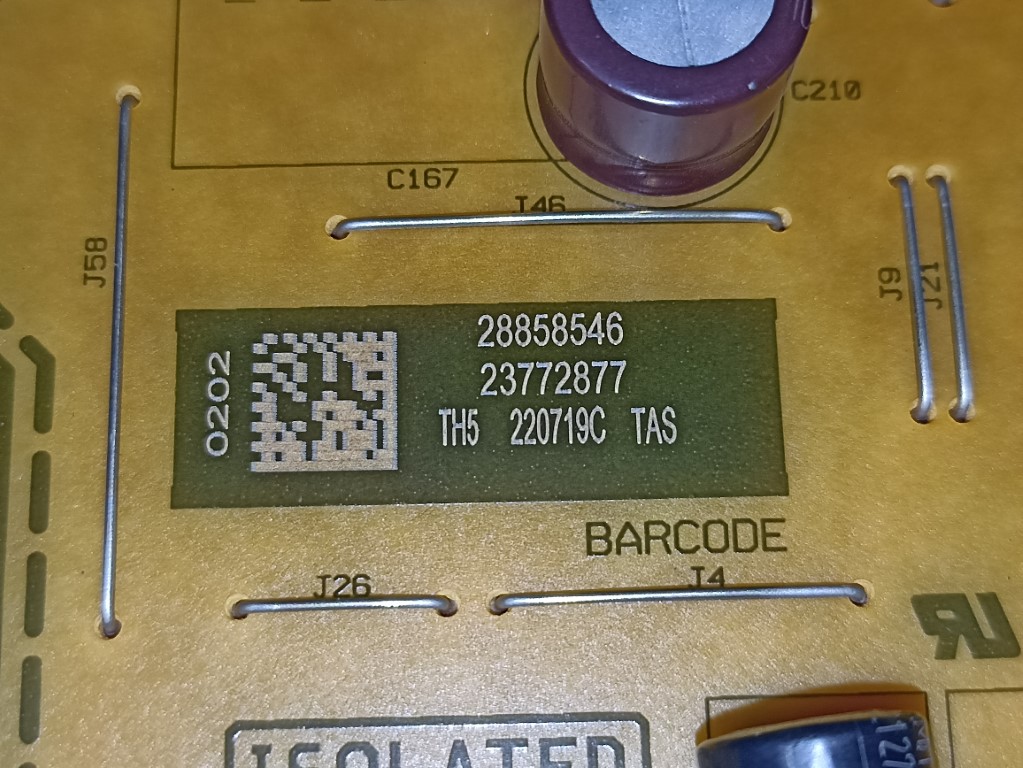 C210
C167
J46
J58
J9
J21
28858546
23772877
0202
TH5 220719C TAS
BARCODE
J26
J4
ISOLATED